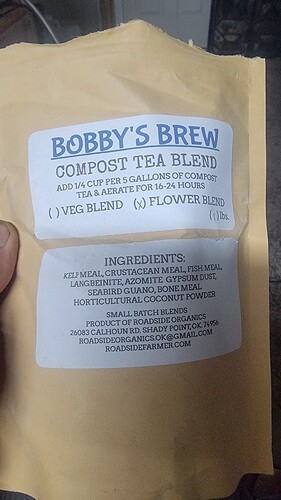 BOBBY'S BREW
COMPOST TEA BLEND
ADD 1/4 CUP PER 5 GALLONS OF COMPOST
TEA & AERATE FOR 16-24 HOURS
( ) VEG BLEND (x) FLOWER BLEND
(1) lbs.
INGREDIENTS:
KELP MEAL, CRUSTACEAN MEAL, FISH MEAL,
LANGBEINITE, AZOMITE GYPSUM DUST,
SEABIRD GUANO, BONE MEAL
HORTICULTURAL COCONUT POWDER
SMALL BATCH BLENDS
PRODUCT OF ROADSIDE ORGANICS
26083 CALHOUN RD. SHADY POINT, OK. 74956
ROADSIDEORGANICS.OK@GMAIL.COM
ROADSIDEFARMER.COM